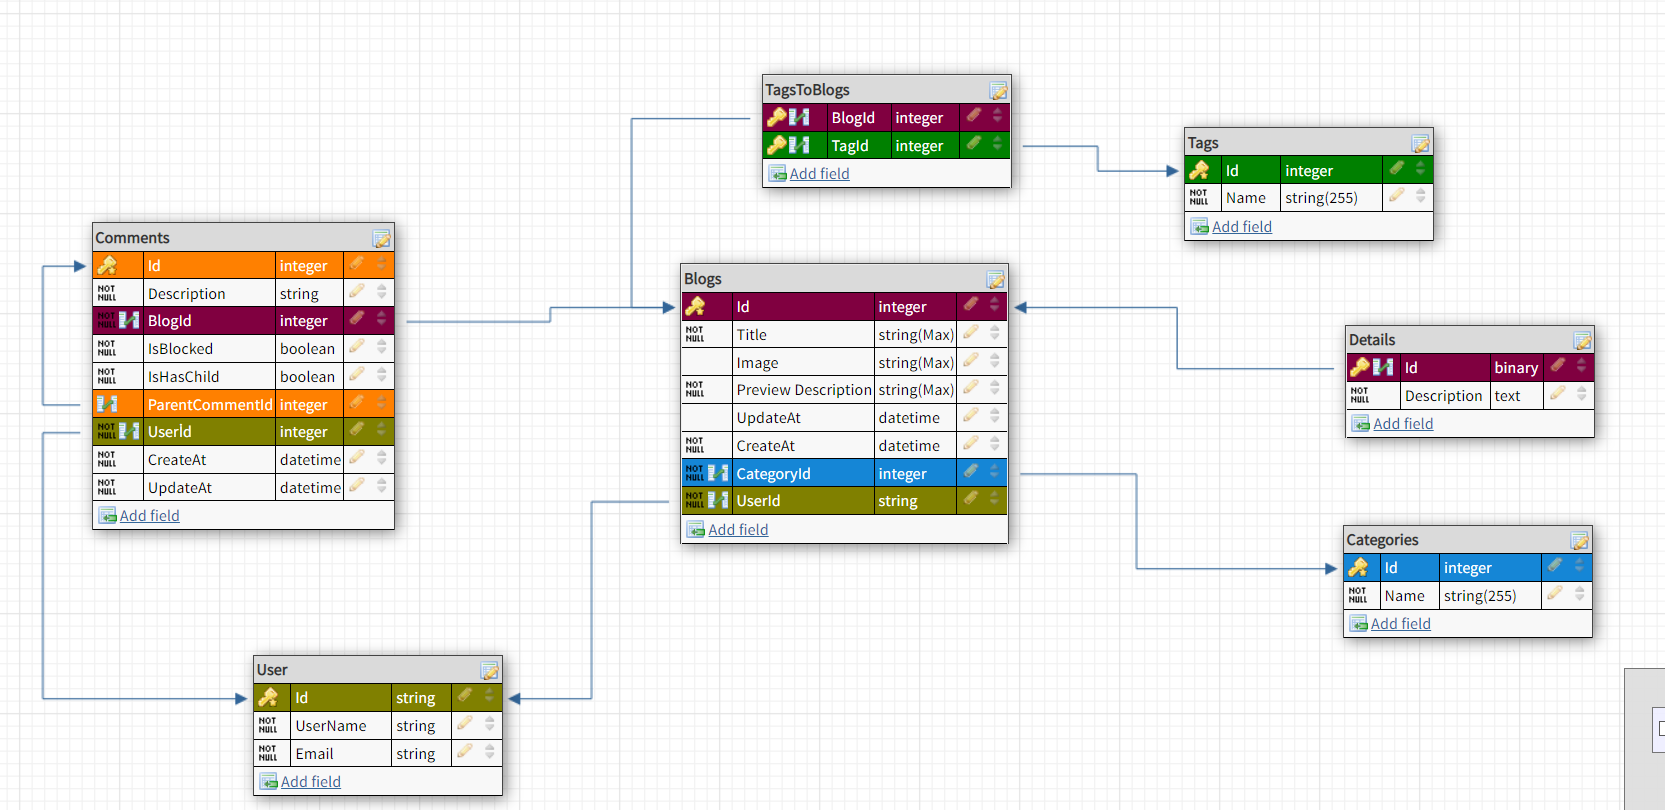 TagsToBlogs
BlogId integer
TagId integer
Add field
Tags
Id integer
NOT NULL Name string(255)
Add field
Comments
Id integer
NOT NULL Description string
NOT NULL BlogId integer
NOT NULL IsBlocked boolean
NOT NULL IsHasChild boolean
ParentCommentId integer
NOT NULL UserId integer
NOT NULL CreateAt datetime
NOT NULL UpdateAt datetime
Add field
Blogs
Id integer
NOT NULL Title string(Max)
Image string(Max)
NOT NULL Preview Description string(Max)
UpdateAt datetime
NOT NULL CreateAt datetime
NOT NULL CategoryId integer
NOT NULL UserId string
Add field
Details
Id binary
NOT NULL Description text
Add field
Categories
Id integer
NOT NULL Name string(255)
Add field
User
Id string
NOT NULL UserName string
NOT NULL Email string
Add field